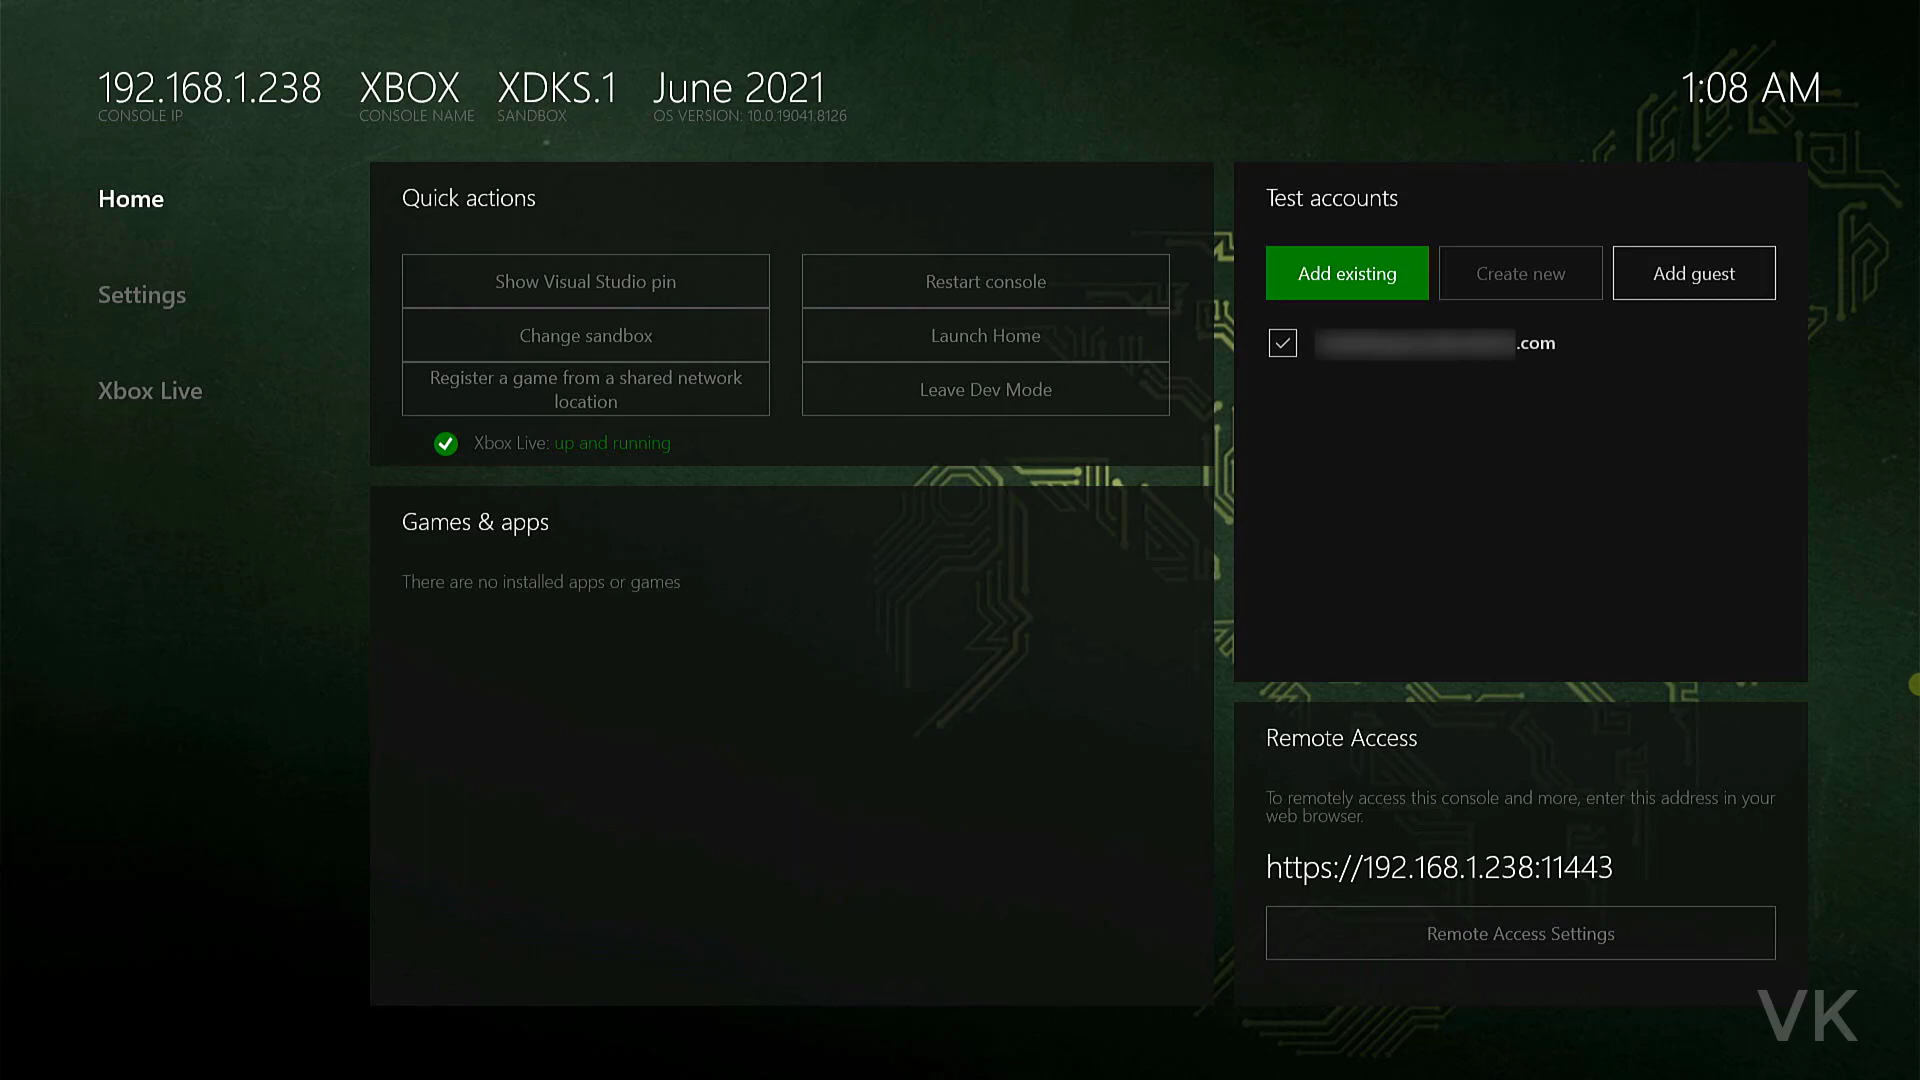 192.168.1.238
CONSOLE IP
XBOX
CONSOLE NAME
XDKS.1
SANDBOX
June 2021
OS VERSION: 10.0.19041.8126
1:08 AM
Home
Settings
Xbox Live
Quick actions
Show Visual Studio pin
Change sandbox
Register a game from a shared network
location
Restart console
Launch Home
Leave Dev Mode
Xbox Live: up and running
Games & apps
There are no installed apps or games
Test accounts
Add existing
Create new
Add guest
.com
Remote Access
To remotely access this console and more, enter this address in your
web browser.
https://192.168.1.238:11443
Remote Access Settings
VK